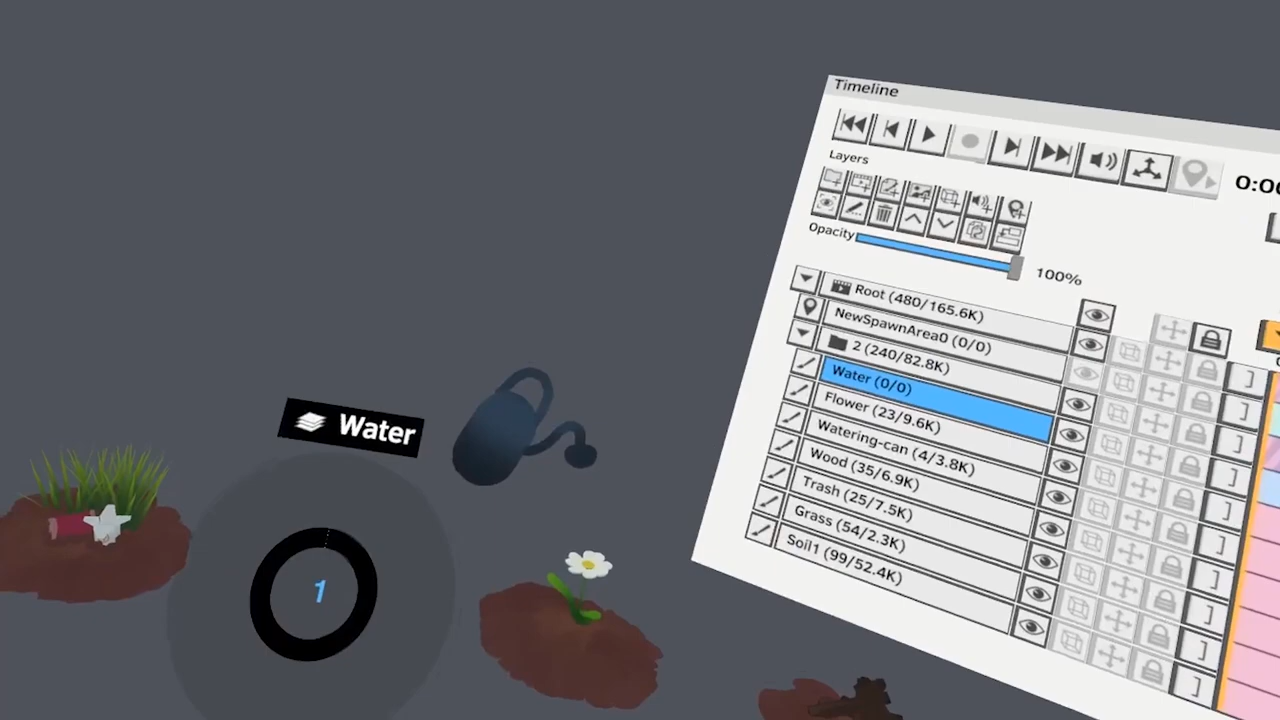 Timeline
Layers
0:00
Opacity
100%
Root (480/165.6K)
NewSpawnArea0 (0/0)
2 (240/82.8K)
Water (0/0)
Flower (23/9.6K)
Watering-can (4/3.8K)
Wood (35/6.9K)
Trash (25/7.5K)
Grass (54/2.3K)
Soil1 (99/52.4K)
Water
1